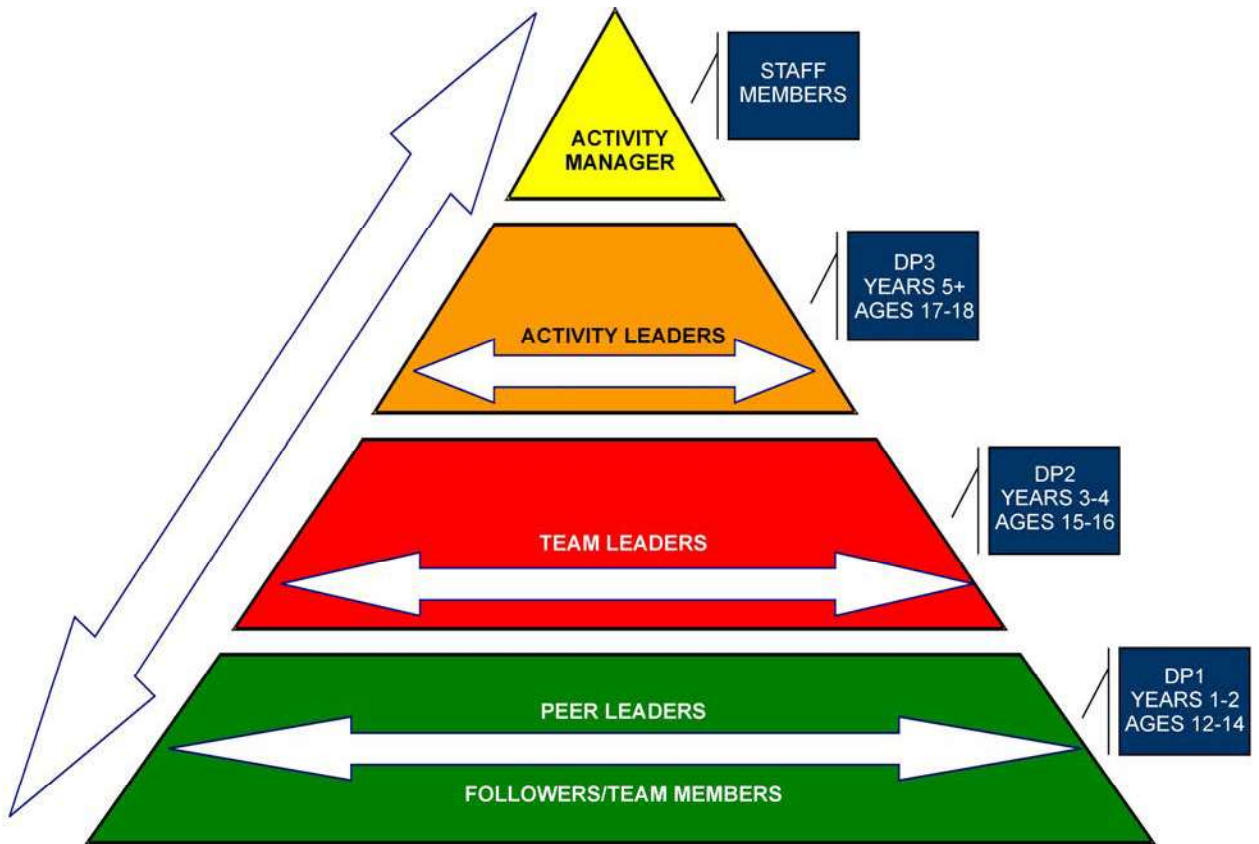 STAFF
MEMBERS
ACTIVITY
MANAGER
DP3
YEARS 5+
AGES 17-18
ACTIVITY LEADERS
DP2
YEARS 3-4
AGES 15-16
TEAM LEADERS
DP1
YEARS 1-2
AGES 12-14
PEER LEADERS
FOLLOWERS/TEAM MEMBERS